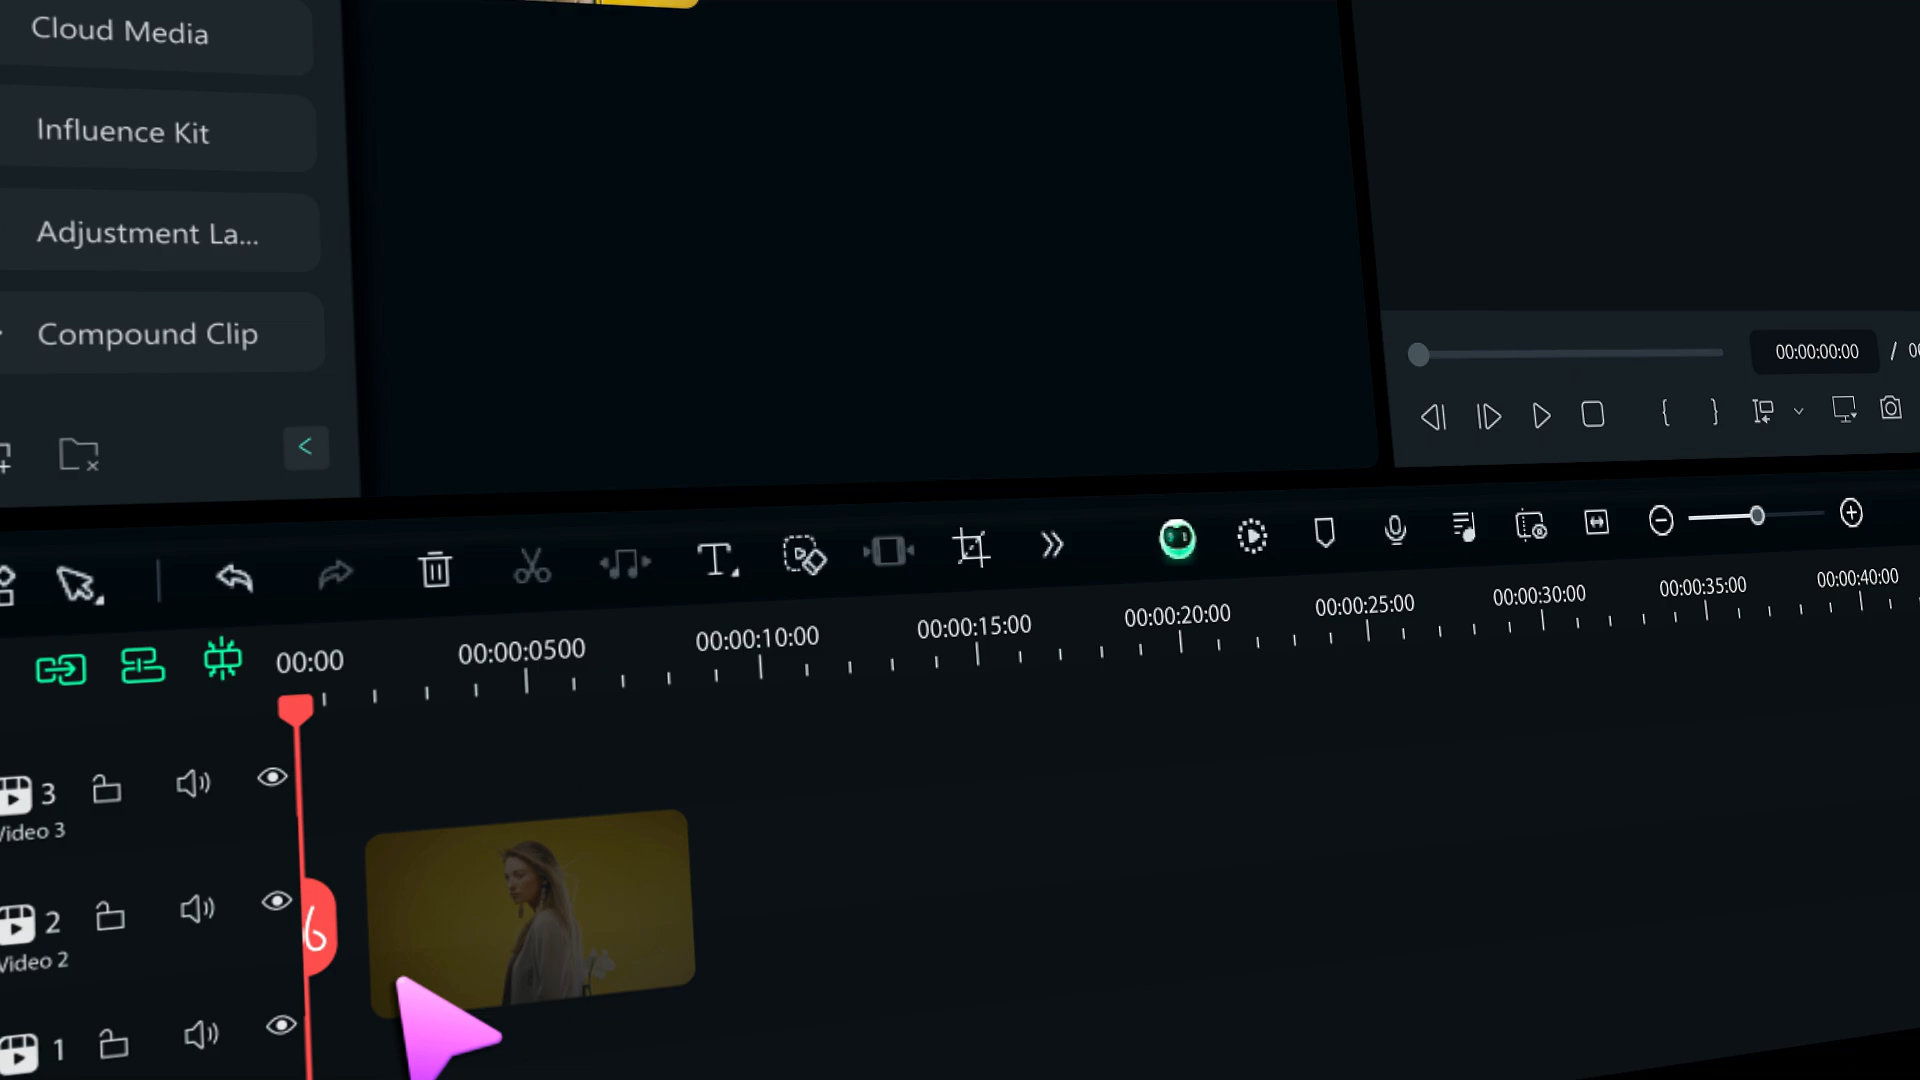 Cloud Media
Influence Kit
Adjustment La...
Compound Clip
00:00:00:00 / 00
00:00 00:00:0500 00:00:10:00 00:00:15:00 00:00:20:00 00:00:25:00 00:00:30:00 00:00:35:00 00:00:40:00
3
Video 3
2
Video 2
1